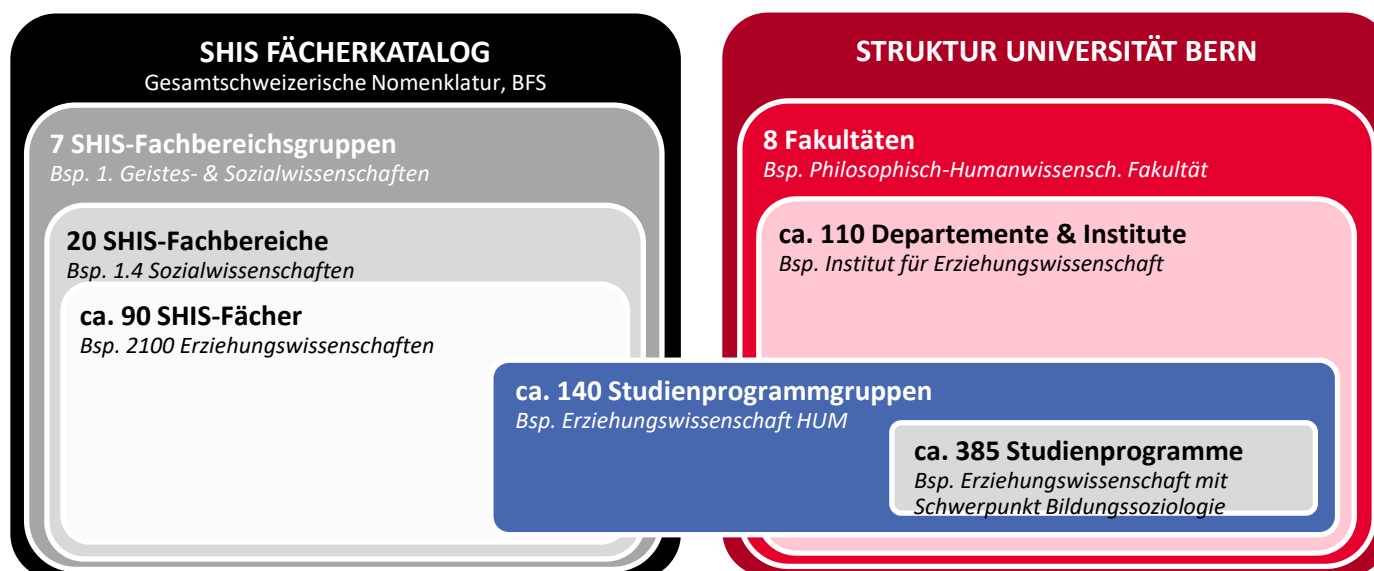 SHIS FÄCHERKATALOG
Gesamtschweizerische Nomenklatur, BFS
7 SHIS-Fachbereichsgruppen
Bsp. 1. Geistes- & Sozialwissenschaften
20 SHIS-Fachbereiche
Bsp. 1.4 Sozialwissenschaften
ca. 90 SHIS-Fächer
Bsp. 2100 Erziehungswissenschaften
STRUKTUR UNIVERSITÄT BERN
8 Fakultäten
Bsp. Philosophisch-Humanwissensch. Fakultät
ca. 110 Departemente & Institute
Bsp. Institut für Erziehungswissenschaft
ca. 140 Studienprogrammgruppen
Bsp. Erziehungswissenschaft HUM
ca. 385 Studienprogramme
Bsp. Erziehungswissenschaft mit
Schwerpunkt Bildungssoziologie